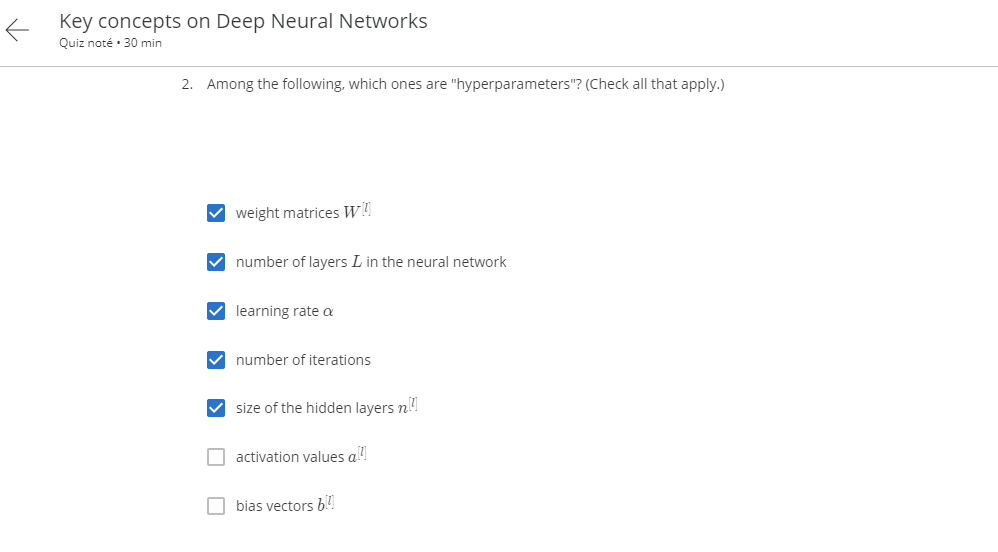 Key concepts on Deep Neural Networks
Quiz noté • 30 min
2. Among the following, which ones are "hyperparameters"? (Check all that apply.)
weight matrices W^[l]
number of layers L in the neural network
learning rate α
number of iterations
size of the hidden layers n^[l]
activation values a^[l]
bias vectors b^[l]